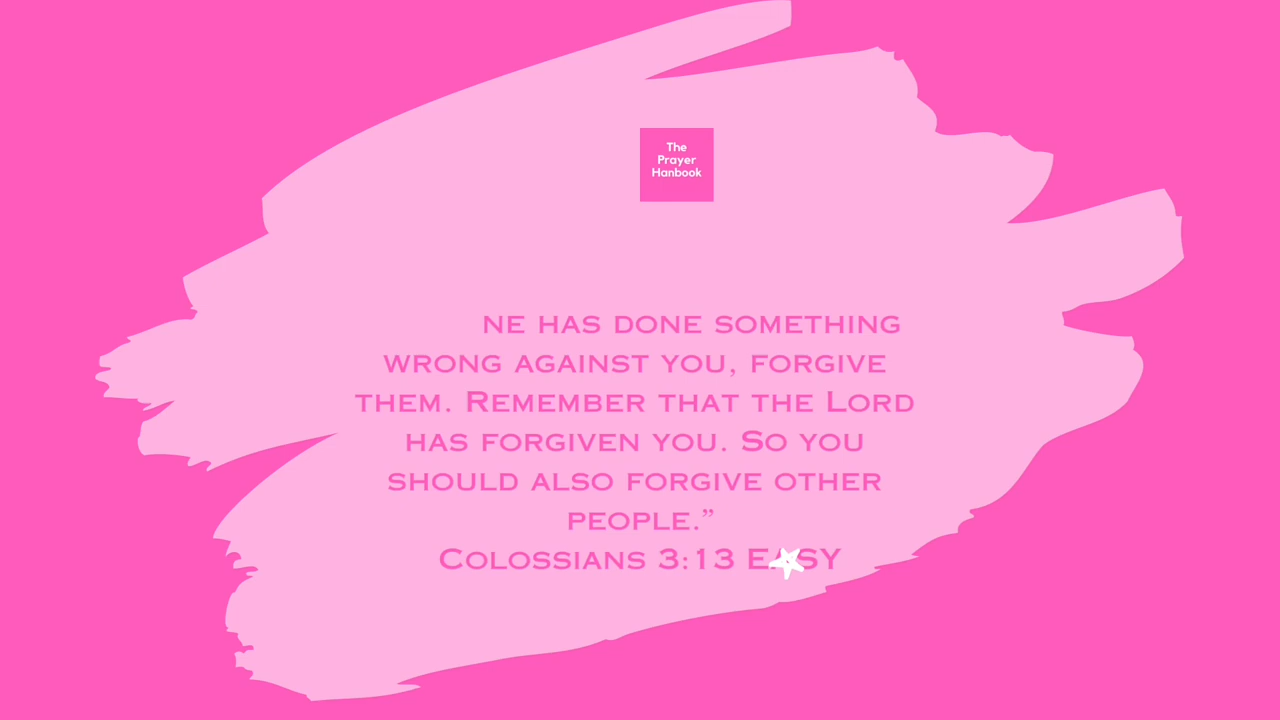 The
Prayer
Hanbook
NE HAS DONE SOMETHING
WRONG AGAINST YOU, FORGIVE
THEM. REMEMBER THAT THE LORD
HAS FORGIVEN YOU. SO YOU
SHOULD ALSO FORGIVE OTHER
PEOPLE.”
COLOSSIANS 3:13 EASY